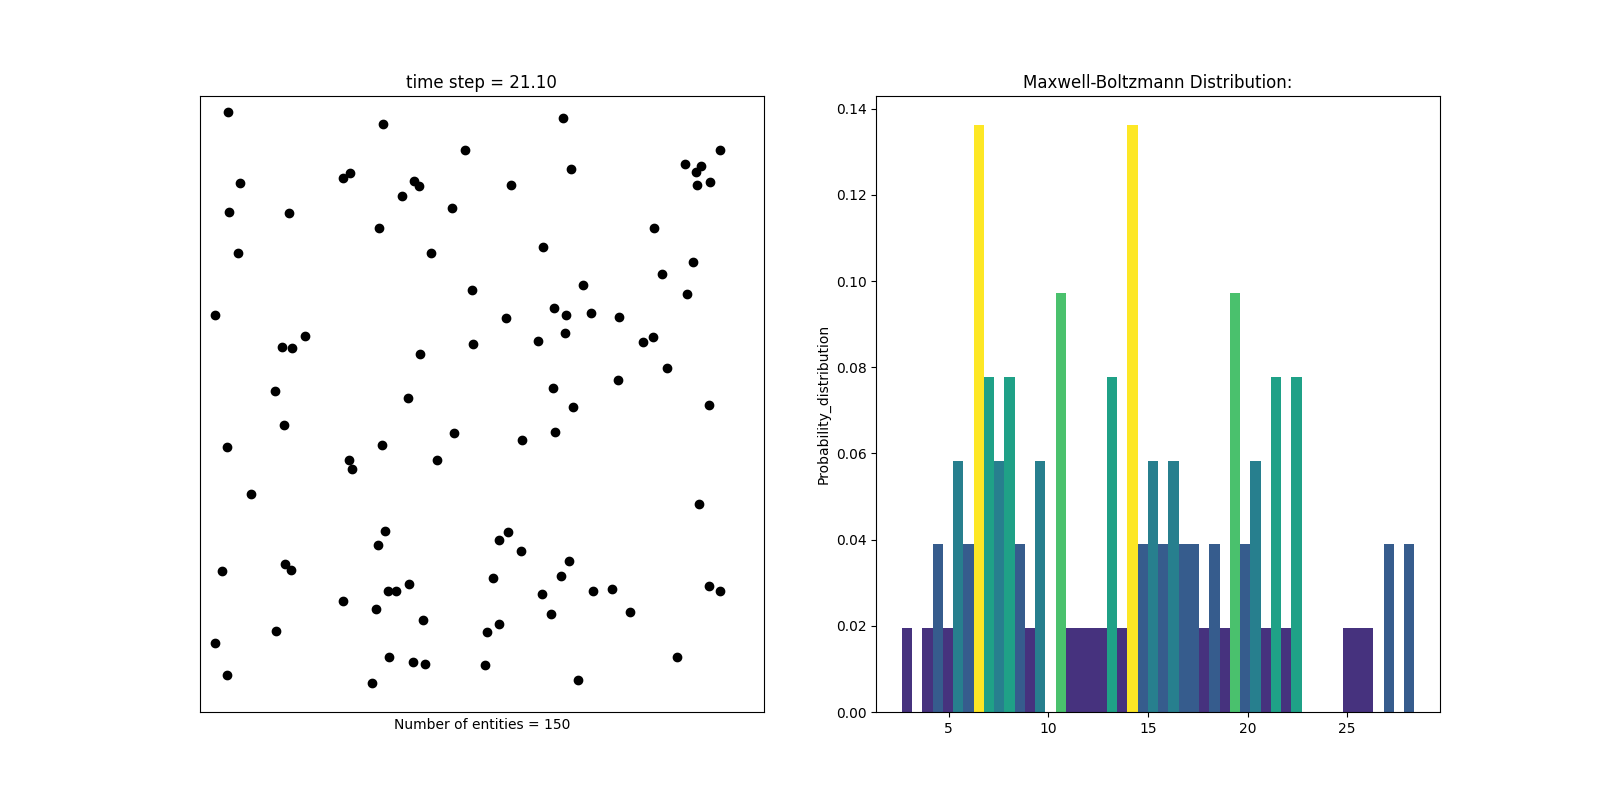 time step = 21.10
Number of entities = 150
Maxwell-Boltzmann Distribution:
Probability_distribution
0.14
0.12
0.10
0.08
0.06
0.04
0.02
0.00
5 10 15 20 25